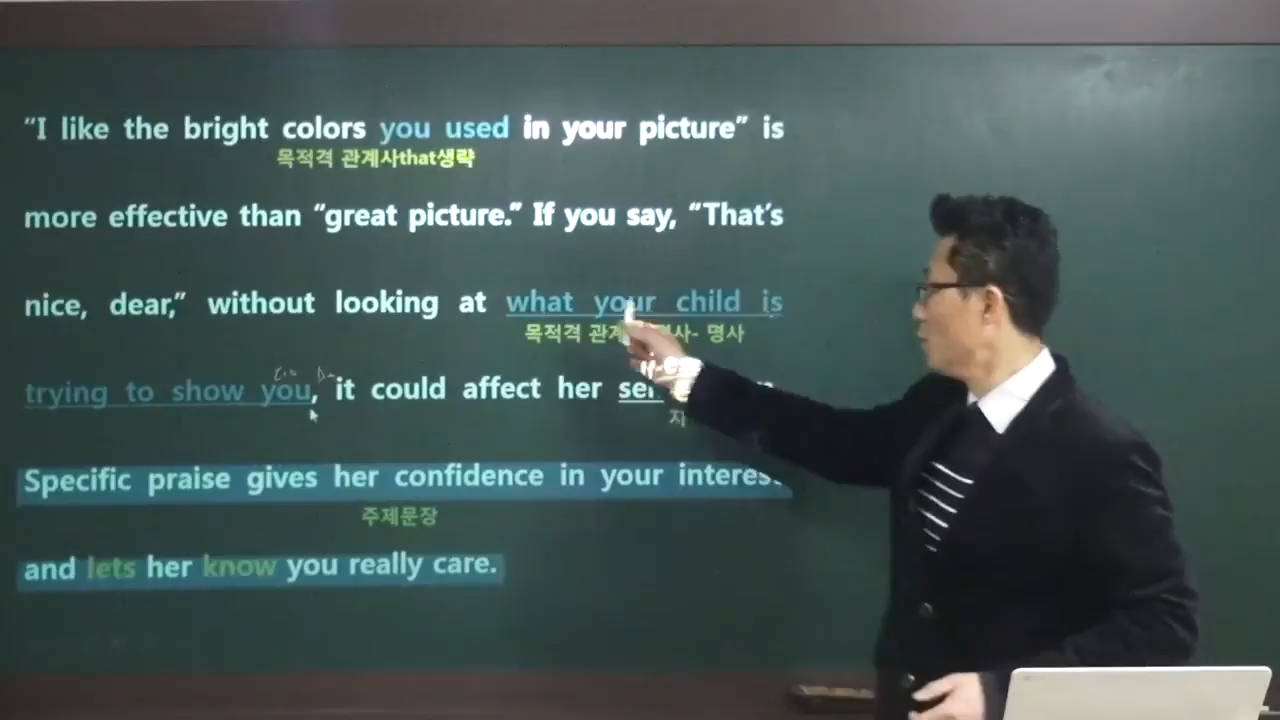 “I like the bright colors you used in your picture” is
목적격 관계사that생략
more effective than “great picture.” If you say, “That’s
nice, dear,” without looking at what your child is
목적격 명사
trying to show you, it could affect her
Specific praise gives her confidence in your
주제문장
and lets her know you really care.